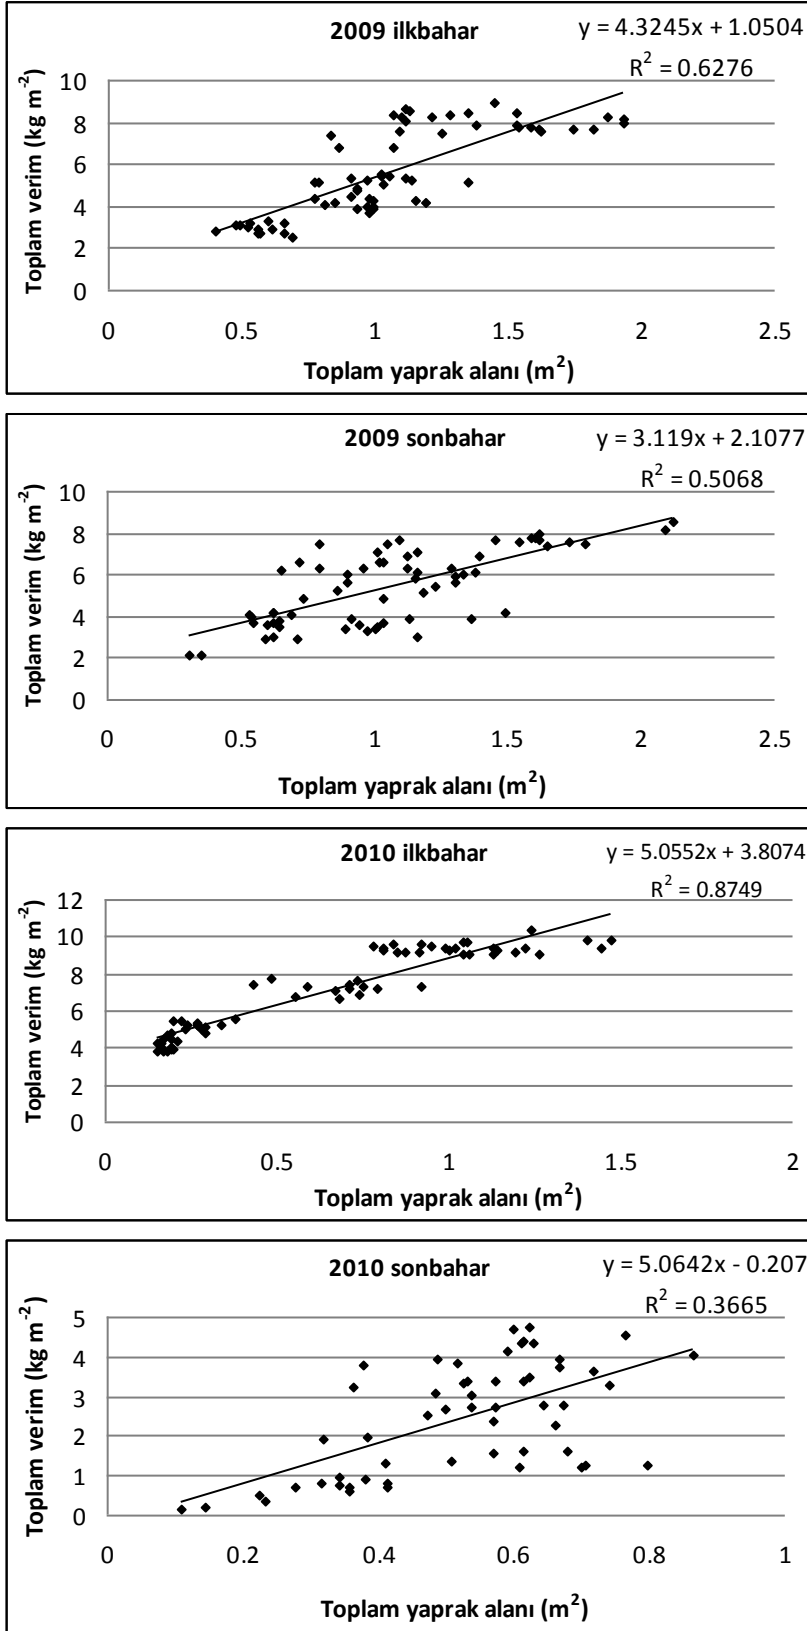 2009 ilkbahar
y = 4.3245x + 1.0504
R² = 0.6276
Toplam verim (kg m⁻²)
10
8
6
4
2
0
0 0.5 1 1.5 2 2.5
Toplam yaprak alanı (m²)
2009 sonbahar
y = 3.119x + 2.1077
R² = 0.5068
Toplam verim (kg m⁻²)
10
8
6
4
2
0
0 0.5 1 1.5 2 2.5
Toplam yaprak alanı (m²)
2010 ilkbahar
y = 5.0552x + 3.8074
R² = 0.8749
Toplam verim (kg m⁻²)
12
10
8
6
4
2
0
0 0.5 1 1.5 2
Toplam yaprak alanı (m²)
2010 sonbahar
y = 5.0642x - 0.207
R² = 0.3665
Toplam verim (kg m⁻²)
5
4
3
2
1
0
0 0.2 0.4 0.6 0.8 1
Toplam yaprak alanı (m²)